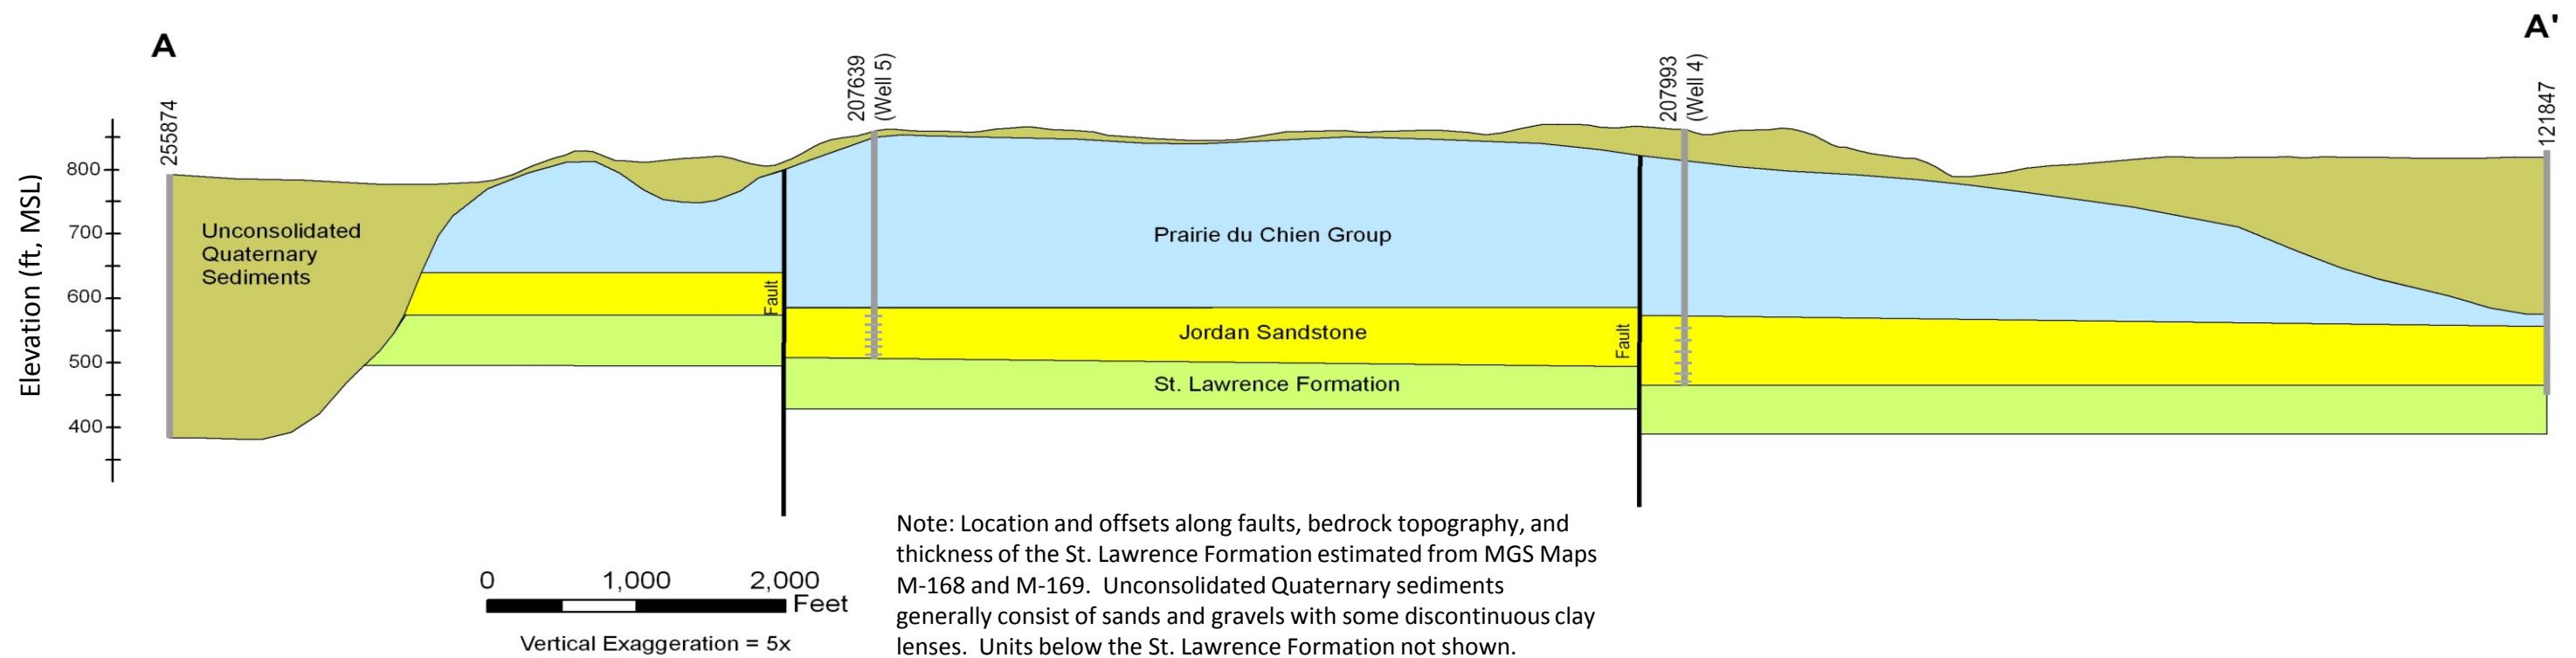 A
A'
255874
207639
(Well 5)
207993
(Well 4)
121847
Elevation (ft, MSL)
800
700
600
500
400
Unconsolidated
Quaternary
Sediments
Prairie du Chien Group
Fault
Jordan Sandstone
Fault
St. Lawrence Formation
0 1,000 2,000
Feet
Vertical Exaggeration = 5x
Note: Location and offsets along faults, bedrock topography, and
thickness of the St. Lawrence Formation estimated from MGS Maps
M-168 and M-169. Unconsolidated Quaternary sediments
generally consist of sands and gravels with some discontinuous clay
lenses. Units below the St. Lawrence Formation not shown.